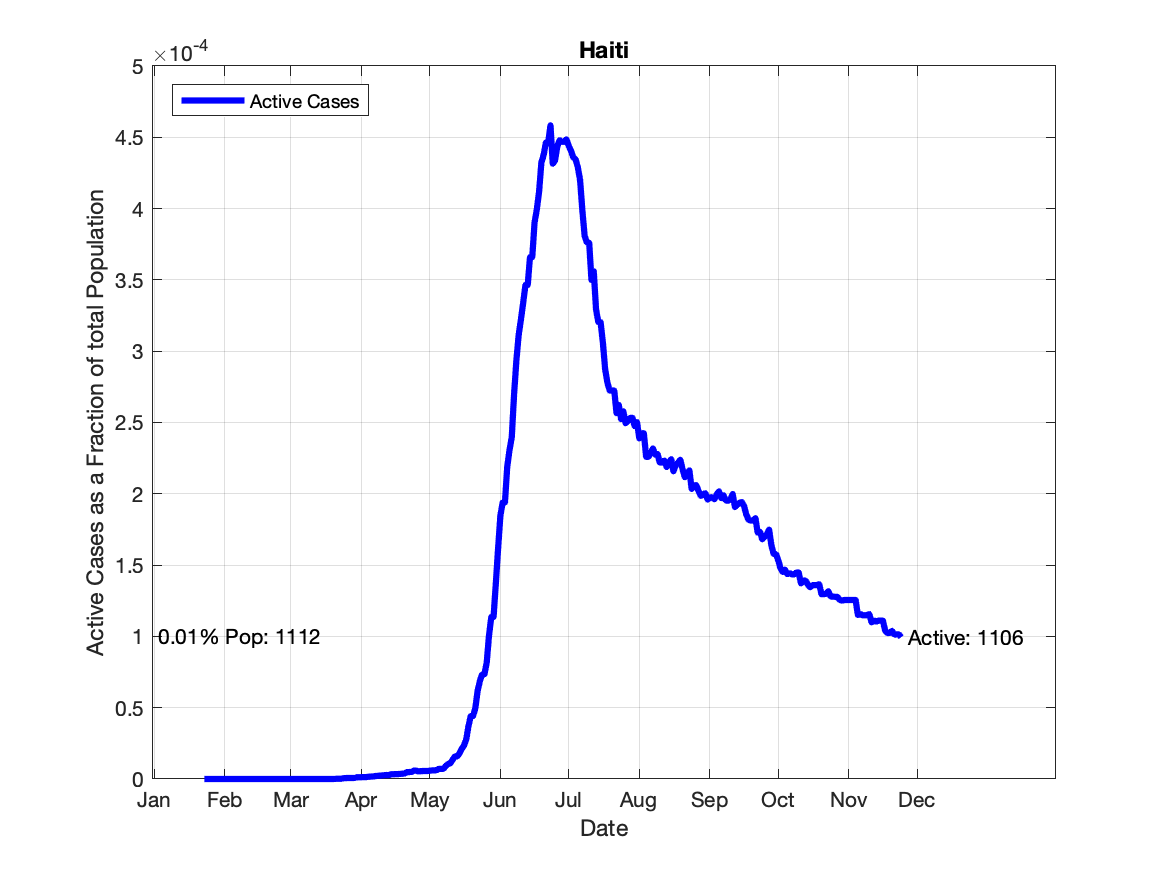 Haiti
×10-4
Active Cases
5
4.5
4
3.5
3
2.5
2
1.5
1
0.5
0
Active Cases as a Fraction of total Population
0.01% Pop: 1112
Active: 1106
Jan Feb Mar Apr May Jun Jul Aug Sep Oct Nov Dec
Date